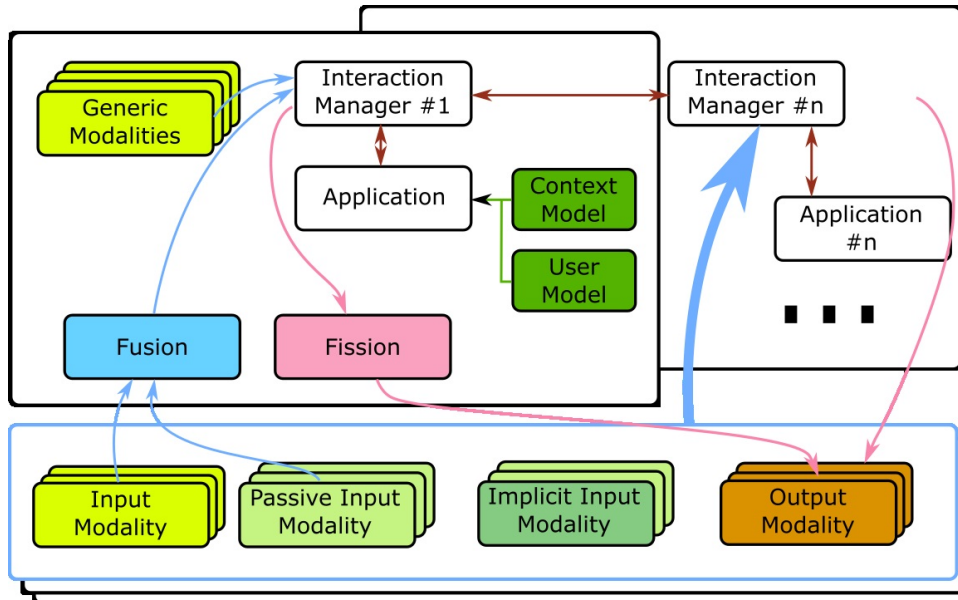 Generic
Modalities
Interaction
Manager #1
Interaction
Manager #n
Application
Context
Model
User
Model
Application
#n
Fusion
Fission
Input
Modality
Passive Input
Modality
Implicit Input
Modality
Output
Modality